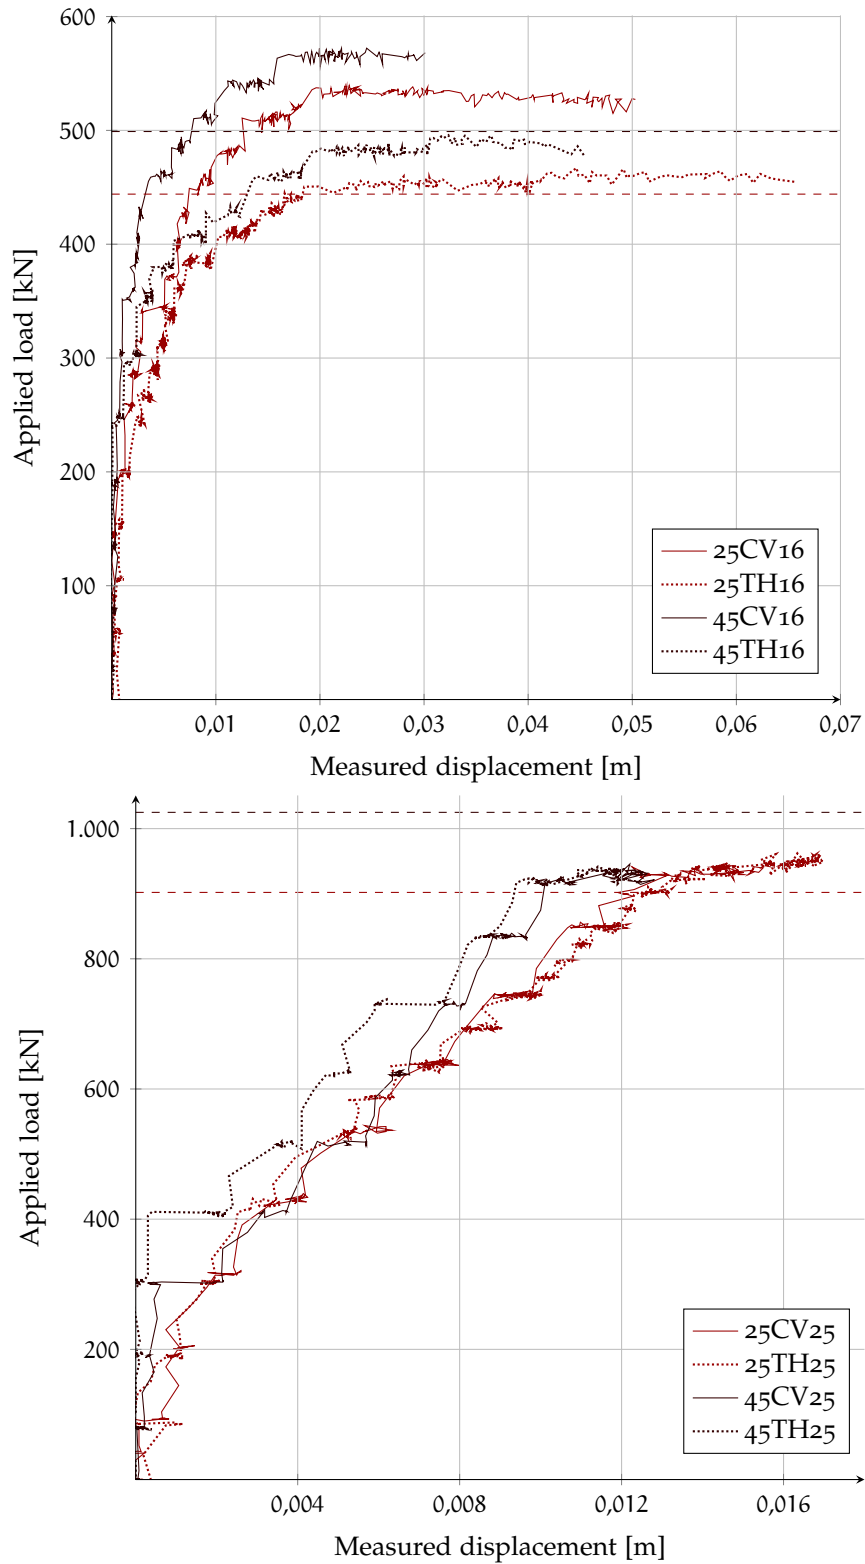 600
500
400
300
200
100
Applied load [kN]
25CV16
25TH16
45CV16
45TH16
0,01 0,02 0,03 0,04 0,05 0,06 0,07
Measured displacement [m]
1.000
800
600
400
200
Applied load [kN]
25CV25
25TH25
45CV25
45TH25
0,004 0,008 0,012 0,016
Measured displacement [m]